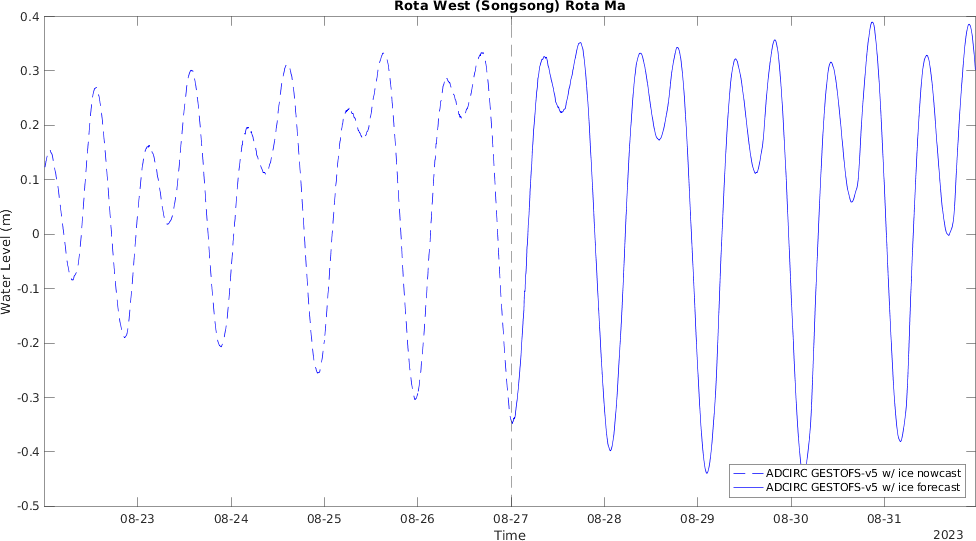 Rota West (Songsong) Rota Ma
Water Level (m)
0.4
0.3
0.2
0.1
0
-0.1
-0.2
-0.3
-0.4
-0.5
ADCIRC GESTOFS-v5 w/ ice nowcast
ADCIRC GESTOFS-v5 w/ ice forecast
08-23 08-24 08-25 08-26 08-27 08-28 08-29 08-30 08-31
Time
2023